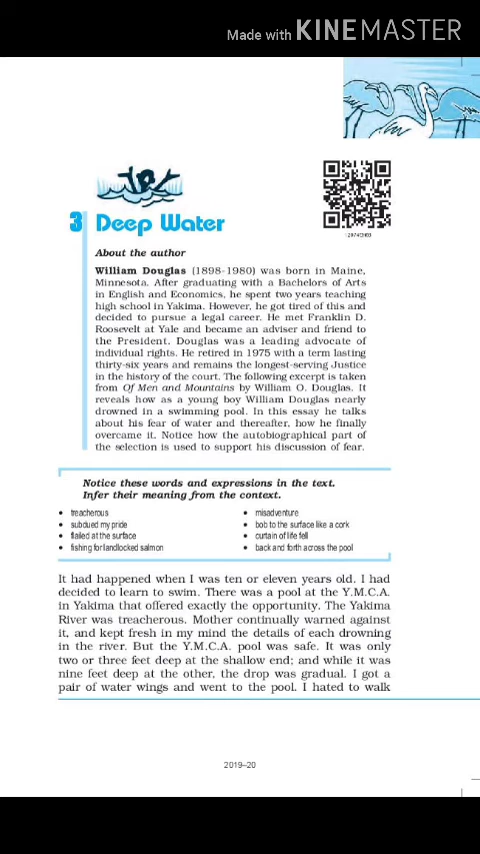 Made with KINEMASTER
3 Deep Water
About the author
William Douglas (1898-1980) was born in Maine,
Minnesota. After graduating with a Bachelors of Arts
in English and Economics, he spent two years teaching
high school in Yakima. However, he got tired of this and
decided to pursue a legal career. He met Franklin D.
Roosevelt at Yale and became an adviser and friend to
the President. Douglas was a leading advocate of
individual rights. He retired in 1975 with a term lasting
thirty-six years and remains the longest-serving Justice
in the history of the court. The following excerpt is taken
from Of Men and Mountains by William O. Douglas. It
reveals how as a young boy William Douglas nearly
drowned in a swimming pool. In this essay he talks
about his fear of water and thereafter, how he finally
overcame it. Notice how the autobiographical part of
the selection is used to support his discussion of fear.
Notice these words and expressions in the text.
Infer their meaning from the context.
• treacherous • misadventure
• subdued my pride • bob to the surface like a cork
• flailed at the surface • curtain of life fell
• fishing for landlocked salmon • back and forth across the pool
It had happened when I was ten or eleven years old. I had
decided to learn to swim. There was a pool at the Y.M.C.A.
in Yakima that offered exactly the opportunity. The Yakima
River was treacherous. Mother continually warned against
it, and kept fresh in my mind the details of each drowning
in the river. But the Y.M.C.A. pool was safe. It was only
two or three feet deep at the shallow end; and while it was
nine feet deep at the other, the drop was gradual. I got a
pair of water wings and went to the pool. I hated to walk
2019–20